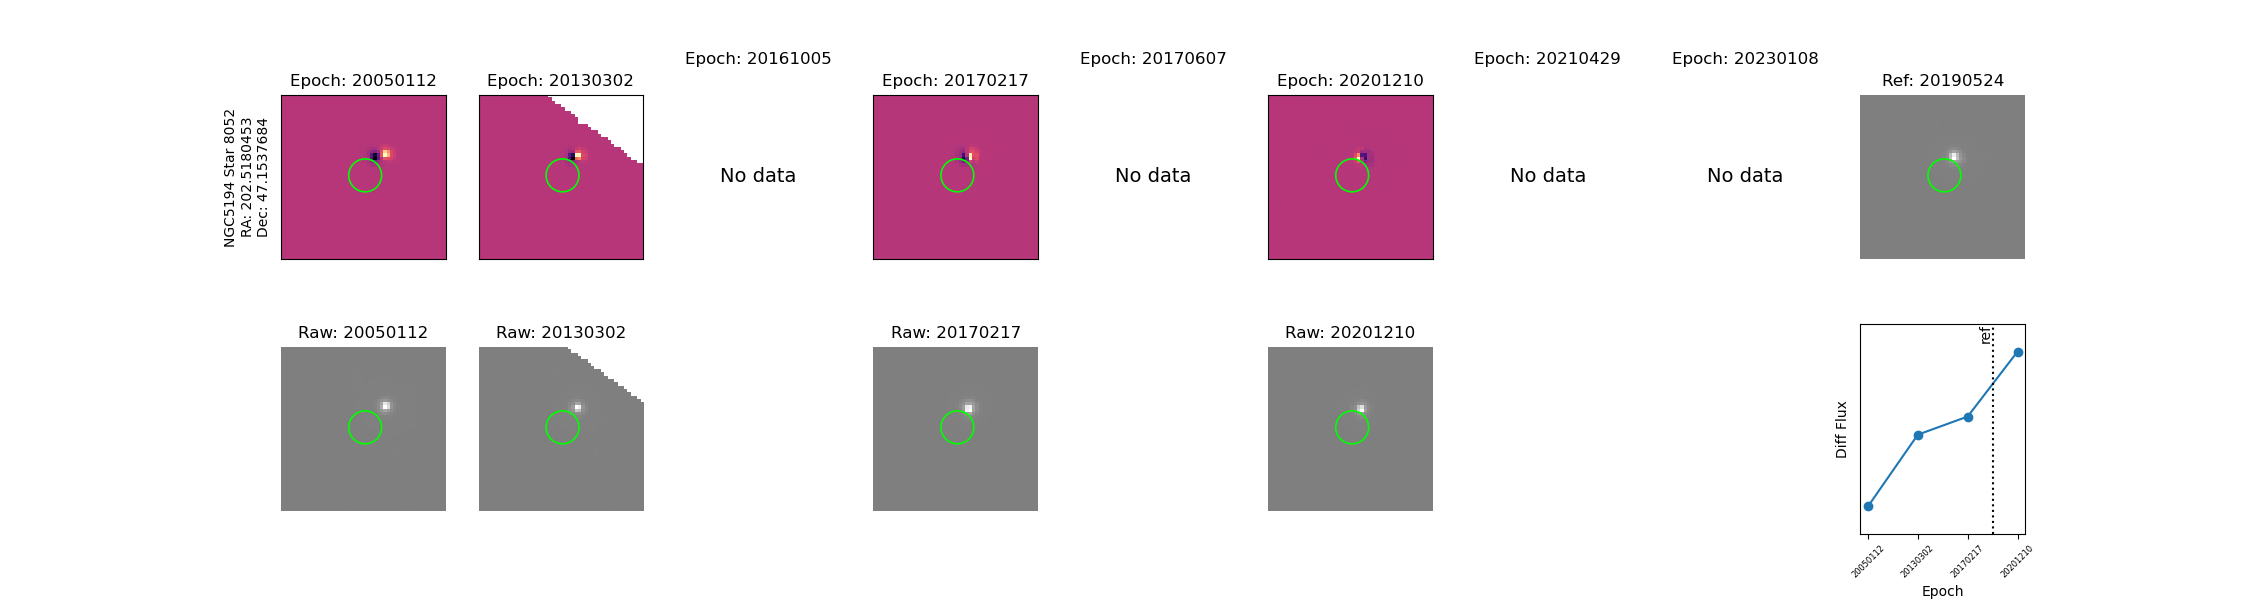 Epoch: 20050112
Epoch: 20130302
Epoch: 20161005
Epoch: 20170217
Epoch: 20170607
Epoch: 20201210
Epoch: 20210429
Epoch: 20230108
Ref: 20190524
NGC5194 Star 8052
RA: 202.5180453
Dec: 47.1537684
No data
No data
No data
No data
Raw: 20050112
Raw: 20130302
Raw: 20170217
Raw: 20201210
ref
Diff Flux
20050112
20130302
20170217
20201210
Epoch